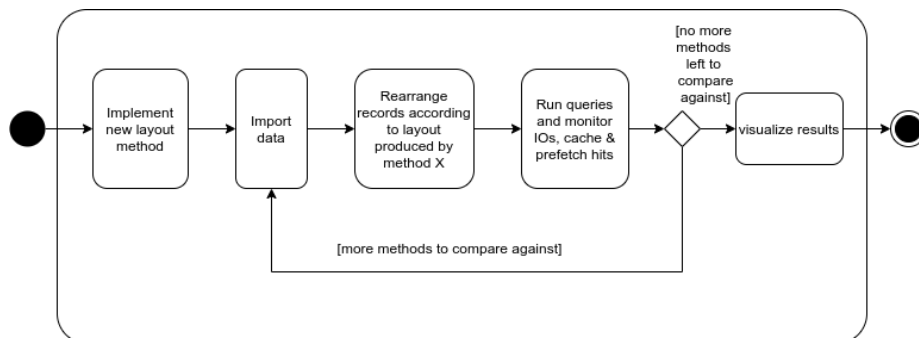 Implement
new layout
method
Import
data
Rearrange
records according
to layout
produced by
method X
Run queries
and monitor
IOs, cache &
prefetch hits
[no more
methods
left to
compare
against]
visualize results
[more methods to compare against]